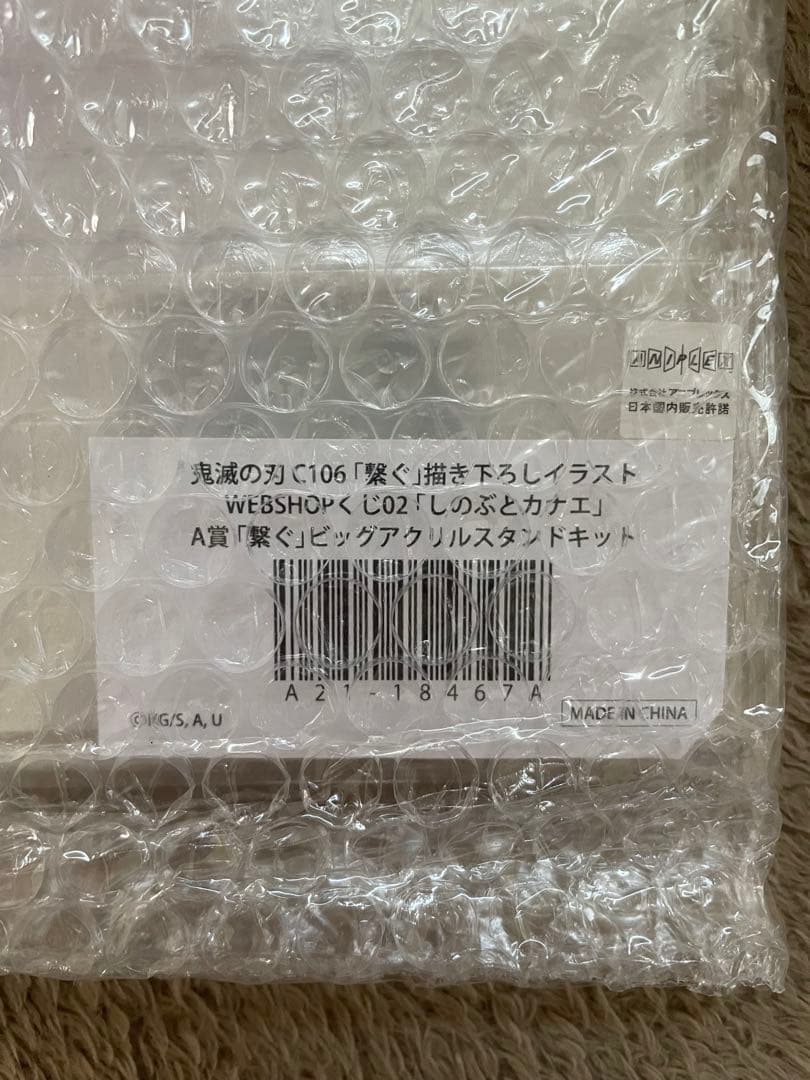 ANIPLEX
株式会社アニプレックス
日本国内販売許諾
鬼滅の刃 C106「繋ぐ」描き下ろしイラスト
WEBSHOPくじ02「しのぶとカナエ」
A賞「繋ぐ」ビッグアクリルスタンドキット
A21-18467A
©KG/S, A, U
MADE IN CHINA